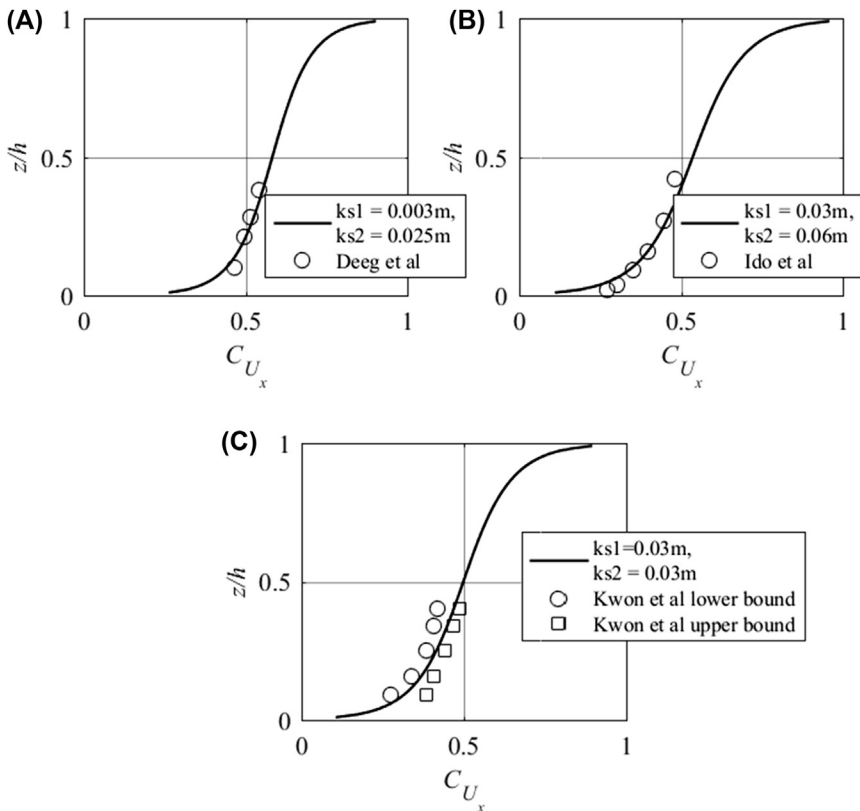 (A)
1
0.5
0
z/h
0
0.5
1
C_{U_x}
ks1 = 0.003m,
ks2 = 0.025m
Deeg et al
(B)
1
0.5
0
z/h
0
0.5
1
C_{U_x}
ks1 = 0.03m,
ks2 = 0.06m
Ido et al
(C)
1
0.5
0
z/h
0
0.5
1
C_{U_x}
ks1=0.03m,
ks2 = 0.03m
Kwon et al lower bound
Kwon et al upper bound